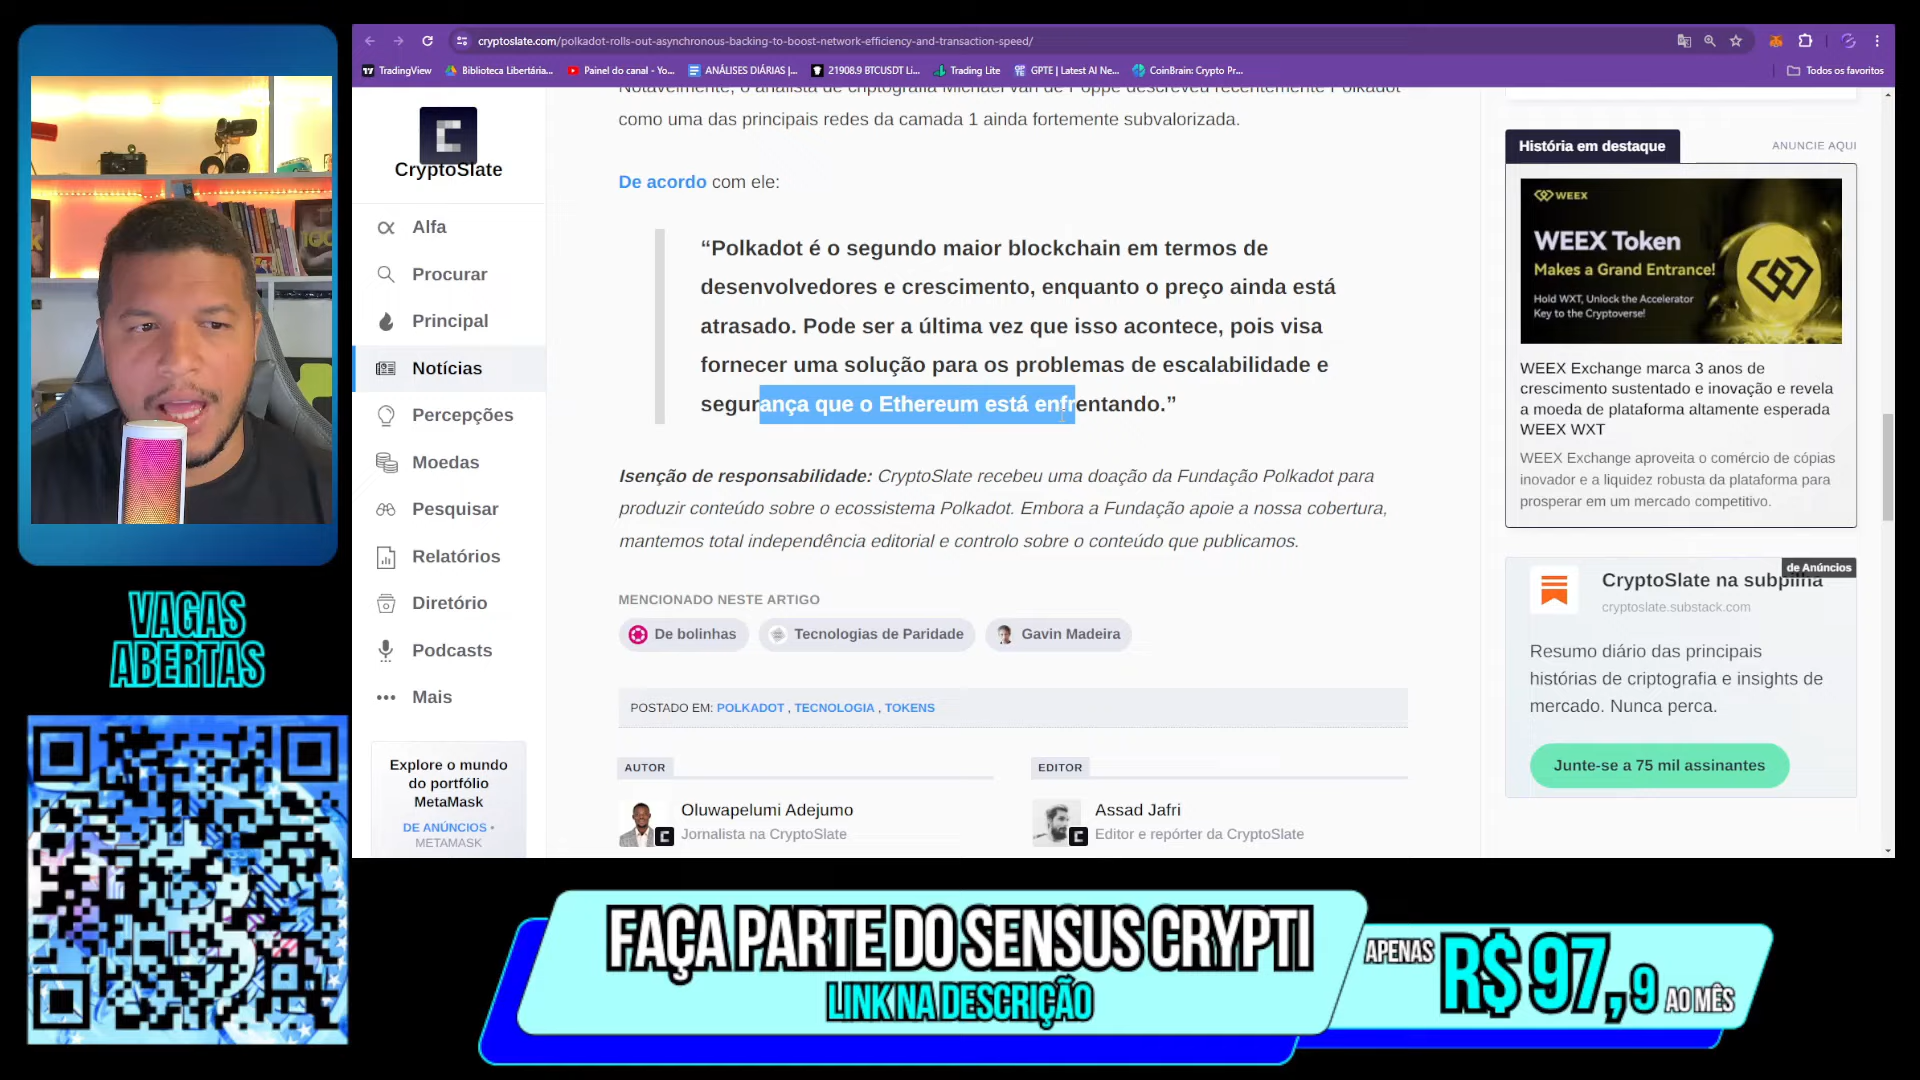 cryptoslate.com/polkadot-rolls-out-asynchronous-backing-to-boost-network-efficiency-and-transaction-speed/
TradingView
Biblioteca Libertária...
Painel do canal - Yo...
ANÁLISES DIÁRIAS |...
21908.9 BTCUSDT Li...
Trading Lite
GPTE | Latest AI Ne...
CoinBrain: Crypto Pr...
Todos os favoritos
CryptoSlate
Alfa
Procurar
Principal
Notícias
Percepções
Moedas
Pesquisar
Relatórios
Diretório
Podcasts
Mais
Explore o mundo
do portfólio
MetaMask
DE ANÚNCIOS •
METAMASK
Notavelmente, o analista de criptografia Michaël van de Poppe descreveu recentemente Polkadot
como uma das principais redes da camada 1 ainda fortemente subvalorizada.
De acordo com ele:
“Polkadot é o segundo maior blockchain em termos de
desenvolvedores e crescimento, enquanto o preço ainda está
atrasado. Pode ser a última vez que isso acontece, pois visa
fornecer uma solução para os problemas de escalabilidade e
segurança que o Ethereum está enfrentando.”
Isenção de responsabilidade: CryptoSlate recebeu uma doação da Fundação Polkadot para
produzir conteúdo sobre o ecossistema Polkadot. Embora a Fundação apoie a nossa cobertura,
mantemos total independência editorial e controlo sobre o conteúdo que publicamos.
MENCIONADO NESTE ARTIGO
De bolinhas
Tecnologias de Paridade
Gavin Madeira
POSTADO EM: POLKADOT , TECNOLOGIA , TOKENS
AUTOR
Oluwapelumi Adejumo
Jornalista na CryptoSlate
EDITOR
Assad Jafri
Editor e repórter da CryptoSlate
História em destaque
ANUNCIE AQUI
WEEX
WEEX Token
Makes a Grand Entrance!
Hold WXT, Unlock the Accelerator
Key to the Cryptoverse!
WEEX Exchange marca 3 anos de
crescimento sustentado e inovação e revela
a moeda de plataforma altamente esperada
WEEX WXT
WEEX Exchange aproveita o comércio de cópias
inovador e a liquidez robusta da plataforma para
prosperar em um mercado competitivo.
de Anúncios
CryptoSlate na subpilha
cryptoslate.substack.com
Resumo diário das principais
histórias de criptografia e insights de
mercado. Nunca perca.
Junte-se a 75 mil assinantes
VAGAS
ABERTAS
FAÇA PARTE DO SENSUS CRYPTI
LINK NA DESCRIÇÃO
APENAS
R$ 97,9
AO MÊS